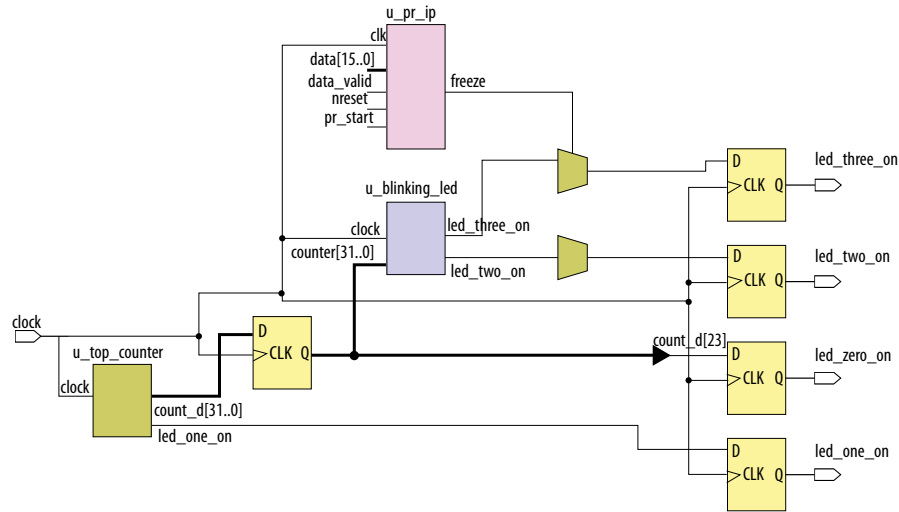 u_pr_ip
clk
data[15..0]
data_valid
nreset
pr_start
freeze
D
CLK Q
led_three_on
u_blinking_led
clock
counter[31..0]
led_three_on
led_two_on
D
CLK Q
led_two_on
clock
D
CLK Q
count_d[23]
D
CLK Q
led_zero_on
u_top_counter
clock
count_d[31..0]
led_one_on
D
CLK Q
led_one_on